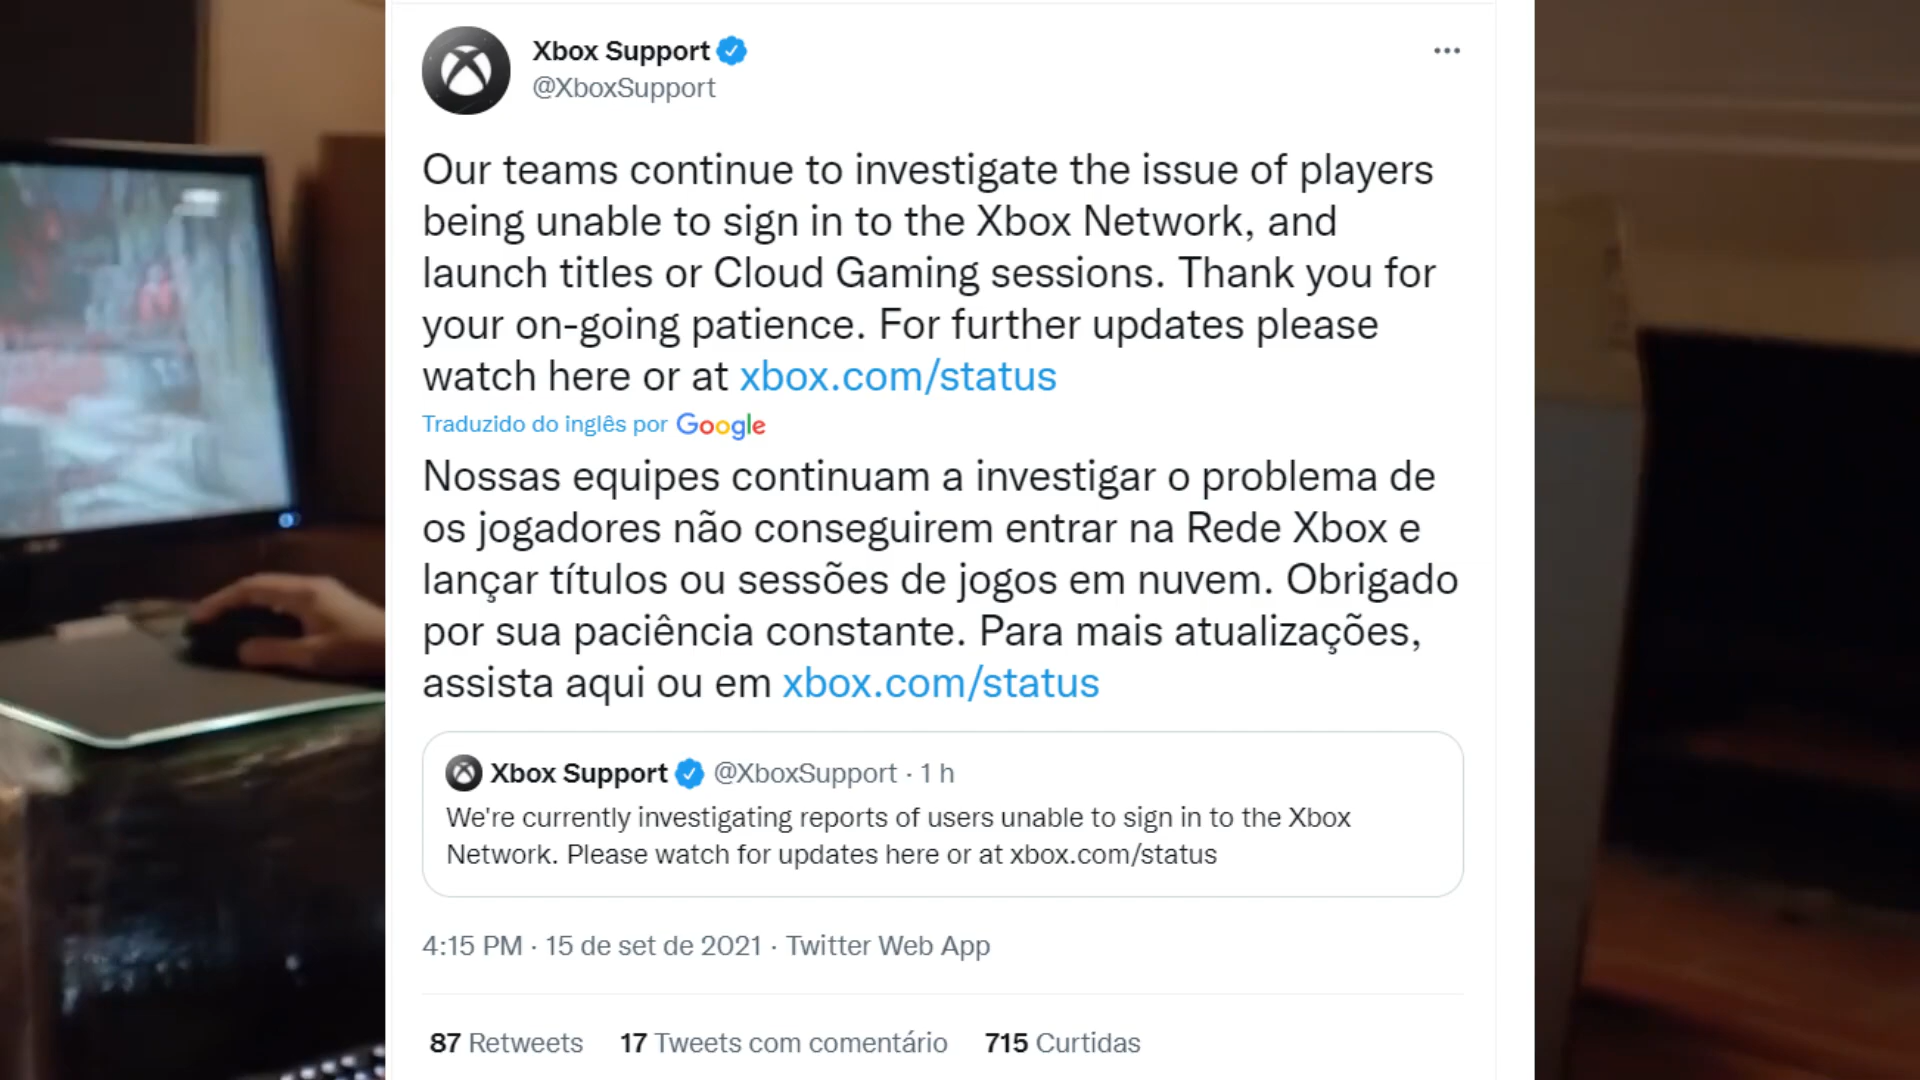 Xbox Support
@XboxSupport
Our teams continue to investigate the issue of players
being unable to sign in to the Xbox Network, and
launch titles or Cloud Gaming sessions. Thank you for
your on-going patience. For further updates please
watch here or at xbox.com/status
Traduzido do inglês por Google
Nossas equipes continuam a investigar o problema de
os jogadores não conseguirem entrar na Rede Xbox e
lançar títulos ou sessões de jogos em nuvem. Obrigado
por sua paciência constante. Para mais atualizações,
assista aqui ou em xbox.com/status
Xbox Support @XboxSupport · 1 h
We're currently investigating reports of users unable to sign in to the Xbox
Network. Please watch for updates here or at xbox.com/status
4:15 PM · 15 de set de 2021 · Twitter Web App
87 Retweets 17 Tweets com comentário 715 Curtidas